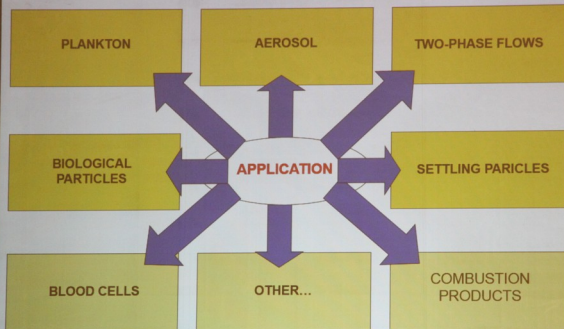 PLANKTON
AEROSOL
TWO-PHASE FLOWS
BIOLOGICAL
PARTICLES
APPLICATION
SETTLING PARICLES
BLOOD CELLS
OTHER...
COMBUSTION
PRODUCTS